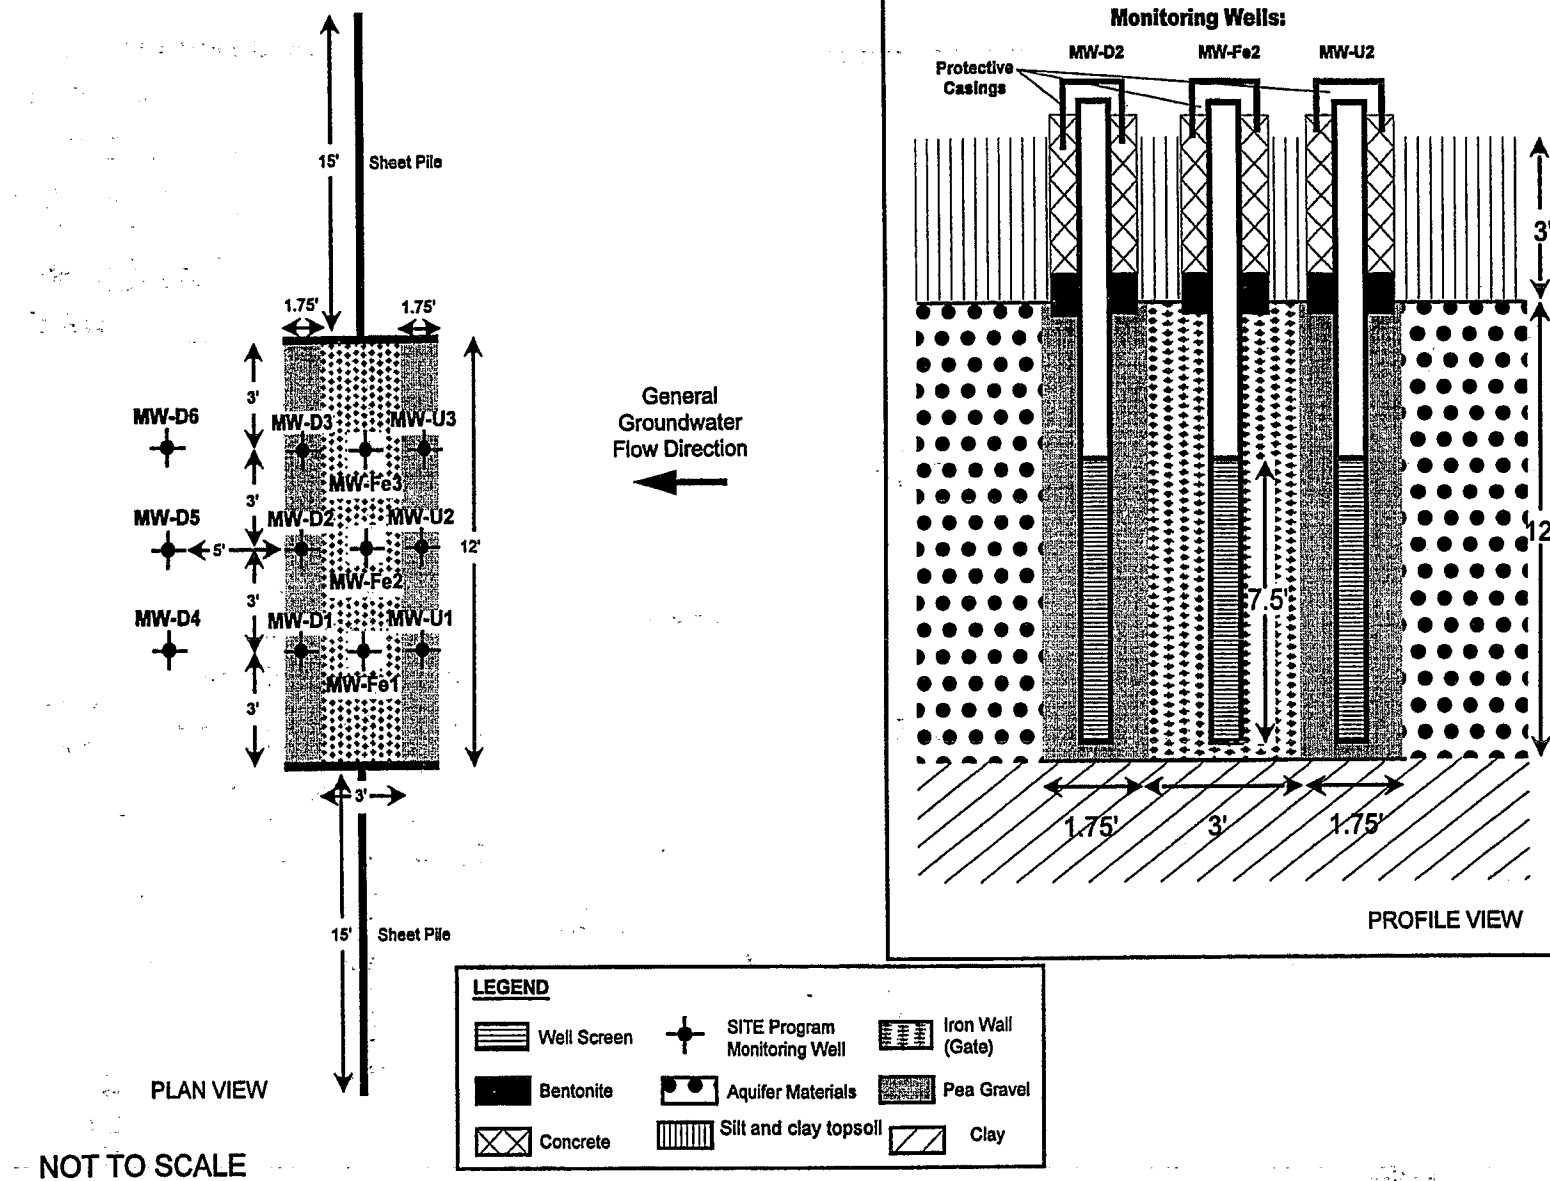 Monitoring Wells:
MW-D2
MW-Fe2
MW-U2
Protective
Casings
15'
Sheet Pile
3'
1.75'
1.75'
3'
MW-D6
MW-D3
MW-U3
General
Groundwater
Flow Direction
MW-Fe3
3'
MW-D5
MW-D2
MW-U2
5'
12'
12
MW-Fe2
7.5'
3'
MW-D4
MW-D1
MW-U1
MW-Fe1
3'
3'
1.75'
3'
1.75'
15'
Sheet Pile
PROFILE VIEW
LEGEND
Well Screen
SITE Program
Monitoring Well
Iron Wall
(Gate)
Bentonite
Aquifer Materials
Pea Gravel
Concrete
Silt and clay topsoil
Clay
PLAN VIEW
NOT TO SCALE